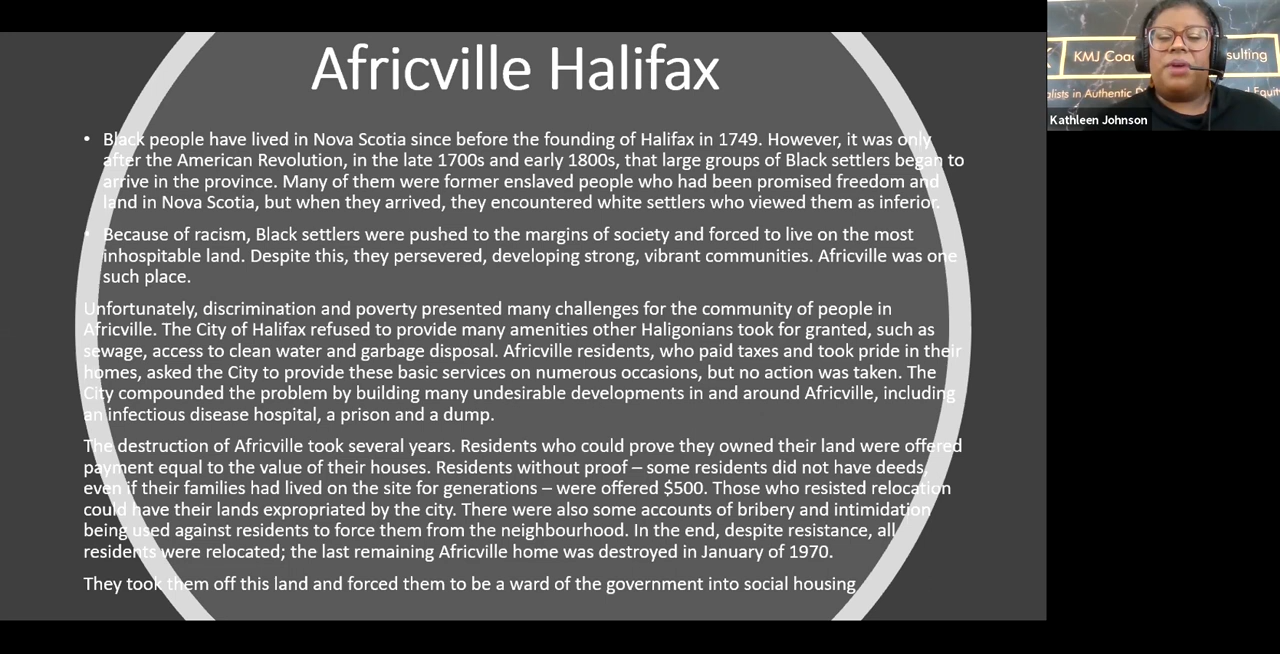 Africville Halifax
• Black people have lived in Nova Scotia since before the founding of Halifax in 1749. However, it was only
after the American Revolution, in the late 1700s and early 1800s, that large groups of Black settlers began to
arrive in the province. Many of them were former enslaved people who had been promised freedom and
land in Nova Scotia, but when they arrived, they encountered white settlers who viewed them as inferior.
• Because of racism, Black settlers were pushed to the margins of society and forced to live on the most
inhospitable land. Despite this, they persevered, developing strong, vibrant communities. Africville was one
such place.
Unfortunately, discrimination and poverty presented many challenges for the community of people in
Africville. The City of Halifax refused to provide many amenities other Haligonians took for granted, such as
sewage, access to clean water and garbage disposal. Africville residents, who paid taxes and took pride in their
homes, asked the City to provide these basic services on numerous occasions, but no action was taken. The
City compounded the problem by building many undesirable developments in and around Africville, including
an infectious disease hospital, a prison and a dump.
The destruction of Africville took several years. Residents who could prove they owned their land were offered
payment equal to the value of their houses. Residents without proof – some residents did not have deeds,
even if their families had lived on the site for generations – were offered $500. Those who resisted relocation
could have their lands expropriated by the city. There were also some accounts of bribery and intimidation
being used against residents to force them from the neighbourhood. In the end, despite resistance, all
residents were relocated; the last remaining Africville home was destroyed in January of 1970.
They took them off this land and forced them to be a ward of the government into social housing
KMJ Coac sulting
alists in Authentic D d Equit
Kathleen Johnson